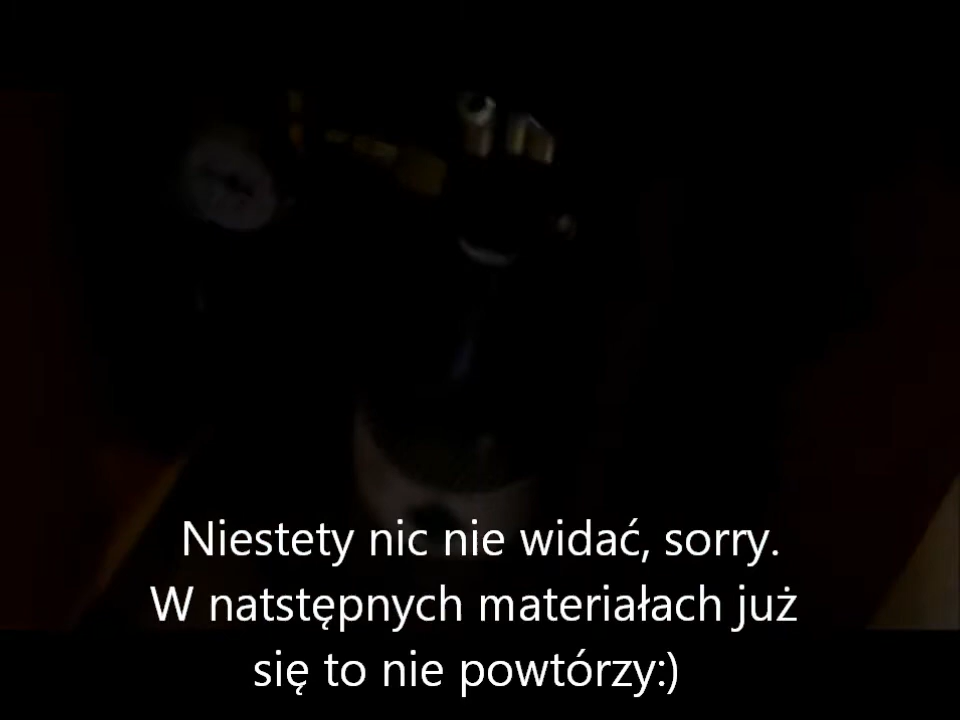 Niestety nic nie widać, sorry.
W natstępnych materiałach już
się to nie powtórzy:)